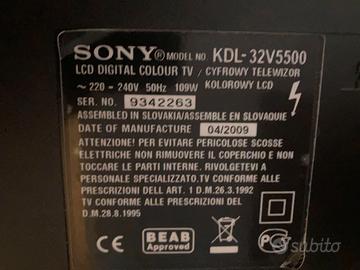 SONY® MODEL NO. KDL-32V5500
LCD DIGITAL COLOUR TV / CYFROWY TELEWIZOR
~ 220 - 240V 50Hz 109W / KOLOROWY LCD
SER. NO. 9342263
ASSEMBLED IN SLOVAKIA/ASSEMBLE EN SLOVAQUIE
DATE OF MANUFACTURE 04/2009
ATTENZIONE! PER EVITARE PERICOLOSE SCOSSE
ELETTRICHE NON RIMUOVERE IL COPERCHIO E NON
TOCCARE LE PARTI INTERNE. RIVOLGETEVI A
PERSONALE SPECIALIZZATO.TV CONFORME ALLE
PRESCRIZIONI DELL ART. 1 D.M.26.3.1992
TV CONFORME ALLE PRESCRIZIONI DEL
D.M.28.8.1995
CE BEAB
Approved
subito